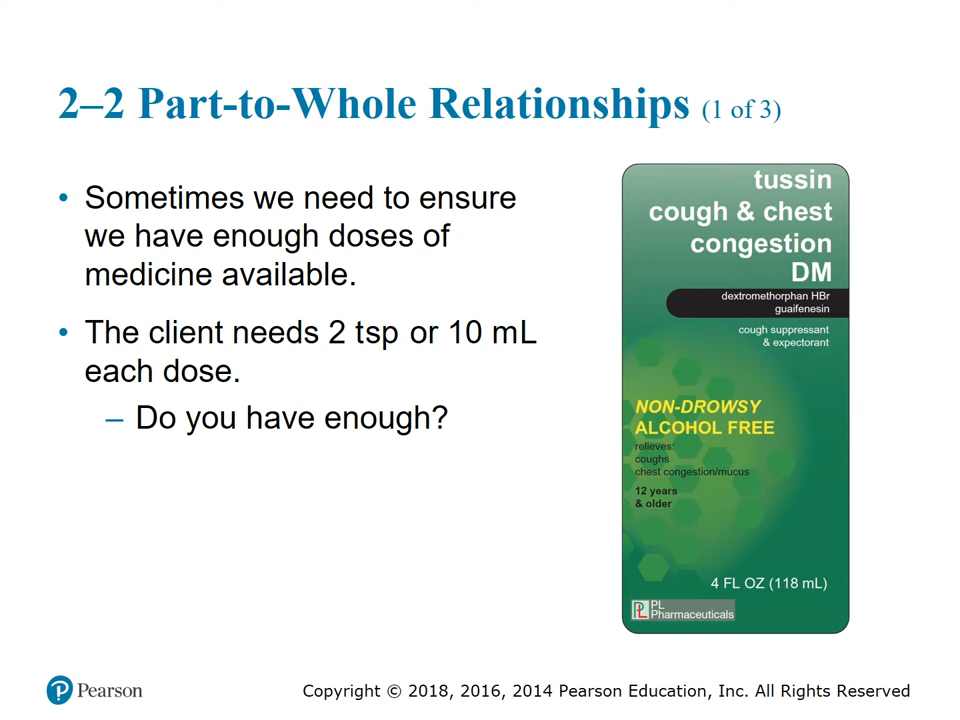 2–2 Part-to-Whole Relationships (1 of 3)
• Sometimes we need to ensure
we have enough doses of
medicine available.
• The client needs 2 tsp or 10 mL
each dose.
– Do you have enough?
tussin
cough & chest
congestion
DM
dextromethorphan HBr
guaifenesin
cough suppressant
& expectorant
NON-DROWSY
ALCOHOL FREE
relieves:
coughs
chest congestion/mucus
12 years
& older
4 FL OZ (118 mL)
PL
PL
Pharmaceuticals
P Pearson
Copyright © 2018, 2016, 2014 Pearson Education, Inc. All Rights Reserved